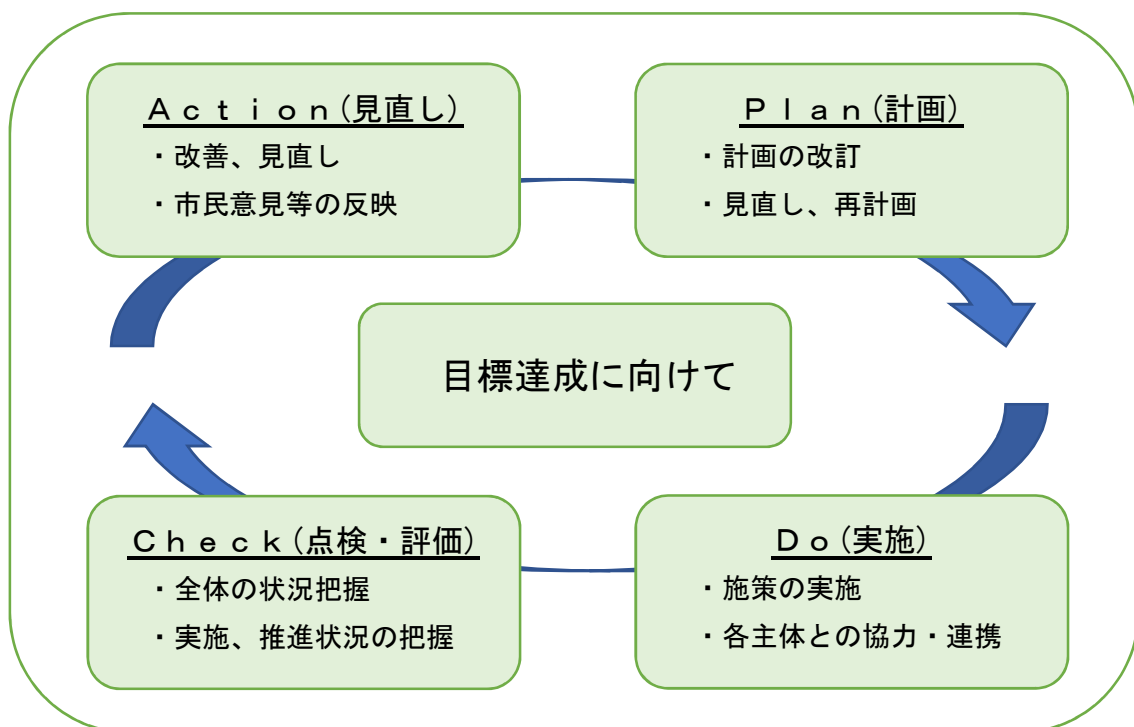 Ａｃｔｉｏｎ(見直し)
・改善、見直し
・市民意見等の反映
Ｐｌａｎ(計画)
・計画の改訂
・見直し、再計画
目標達成に向けて
Ｃｈｅｃｋ(点検・評価)
・全体の状況把握
・実施、推進状況の把握
Ｄｏ(実施)
・施策の実施
・各主体との協力・連携